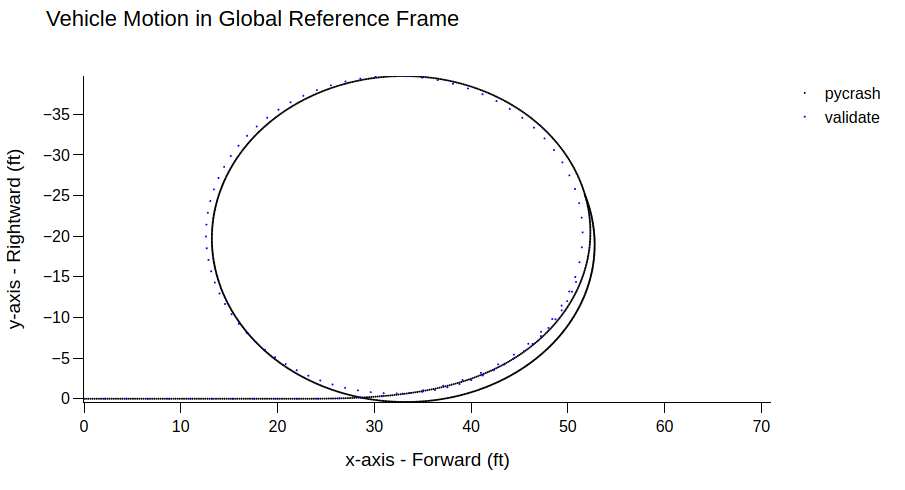 Vehicle Motion in Global Reference Frame
pycrash
validate
y-axis - Rightward (ft)
−35
−30
−25
−20
−15
−10
−5
0
0 10 20 30 40 50 60 70
x-axis - Forward (ft)